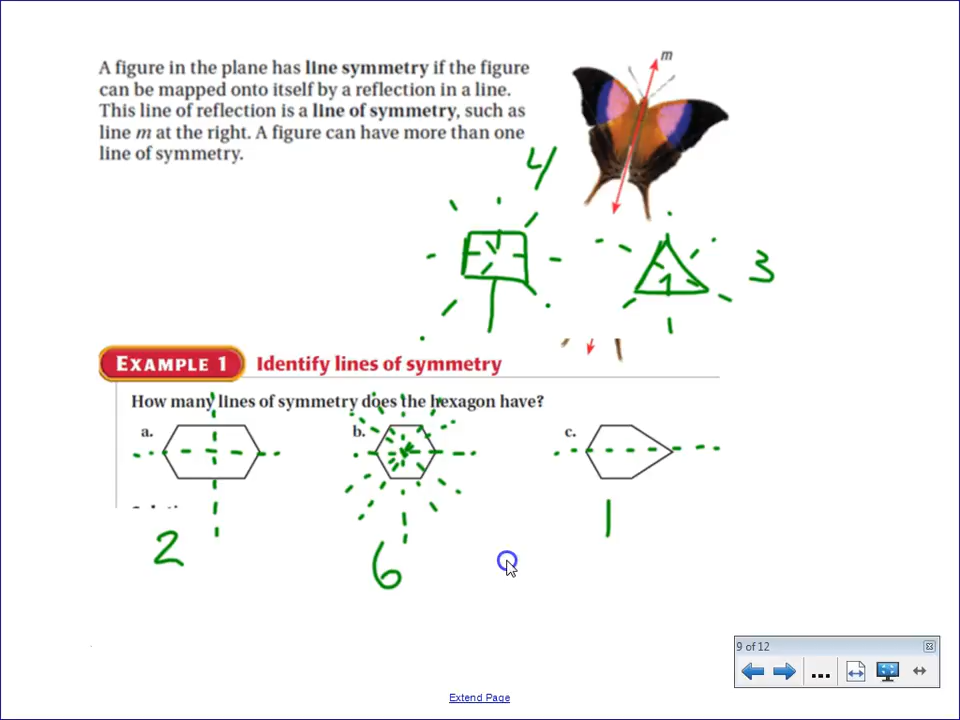 A figure in the plane has line symmetry if the figure
can be mapped onto itself by a reflection in a line.
This line of reflection is a line of symmetry, such as
line m at the right. A figure can have more than one
line of symmetry.
m
4
3
EXAMPLE 1 Identify lines of symmetry
How many lines of symmetry does the hexagon have?
a. b. c.
2 6 1
9 of 12
...
Extend Page